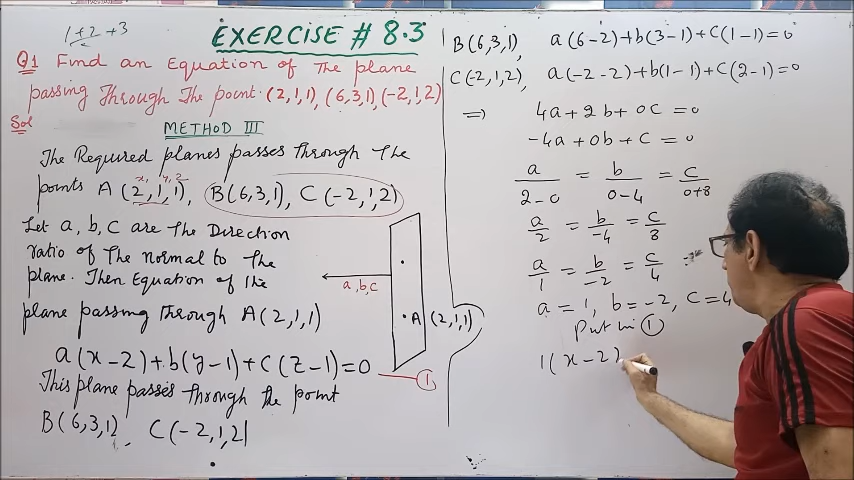 1+2+3
EXERCISE # 8.3
Q1 Find an Equation of The plane
passing Through The point. (2,1,1), (6,3,1), (-2,1,2)
Sol
METHOD III
The Required planes passes through The
x, y, z
points A (2,1,1), B(6,3,1), C(-2,1,2)
Let a, b, c are The Direction
ratio of The normal to The
plane. Then Equation of the
plane passing through A(2,1,1)
a(x-2)+b(y-1)+c(z-1)=0 ①
This plane passes through the point
B(6,3,1), C(-2,1,2)
a,b,c
A (2,1,1)
B(6,3,1), a(6-2)+b(3-1)+c(1-1)=0
C(-2,1,2), a(-2-2)+b(1-1)+c(2-1)=0
⇒ 4a+2b+0c=0
-4a+0b+c=0
a/2-0 = b/0-4 = c/0+8
a/2 = b/-4 = c/8
a/1 = b/-2 = c/4
a=1, b=-2, c=4
Put in ①
1(x-2)